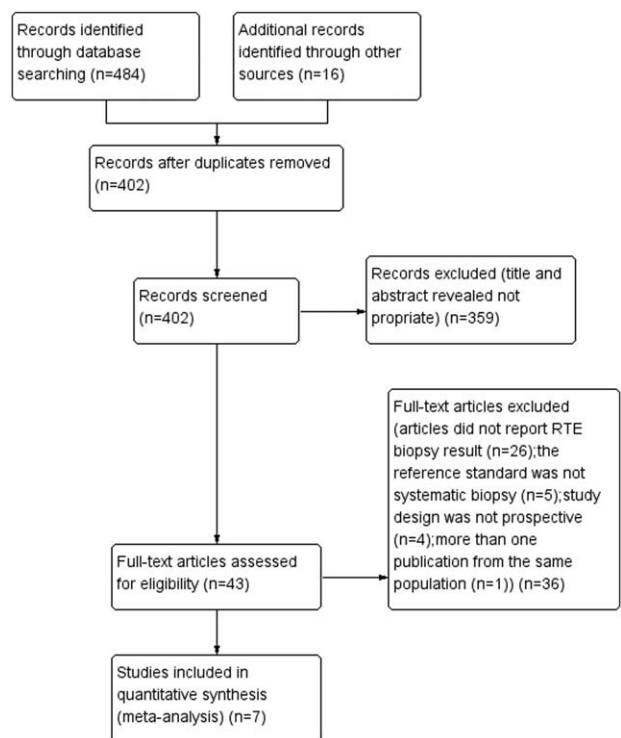 Records identified
through database
searching (n=484)
Additional records
identified through other
sources (n=16)
Records after duplicates removed
(n=402)
Records screened
(n=402)
Records excluded (title and
abstract revealed not
propriate) (n=359)
Full-text articles excluded
(articles did not report RTE
biopsy result (n=26);the
reference standard was not
systematic biopsy (n=5);study
design was not prospective
(n=4);more than one
publication from the same
population (n=1)) (n=36)
Full-text articles assessed
for eligibility (n=43)
Studies included in
quantitative synthesis
(meta-analysis) (n=7)